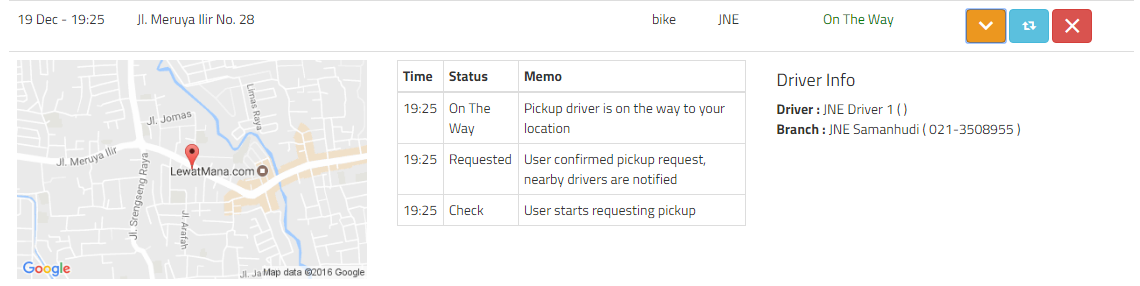 19 Dec - 19:25 Jl. Meruya Ilir No. 28 bike JNE On The Way
Jl. Jomas
Limas Raya
Jl. Meruya Ilir
LewatMana.com
Jl. Srengseng Raya
Jl. Aratah
Google
Jl. Ja Map data ©2016 Google
Time Status Memo
19:25 On The Way Pickup driver is on the way to your
location
19:25 Requested User confirmed pickup request,
nearby drivers are notified
19:25 Check User starts requesting pickup
Driver Info
Driver : JNE Driver 1 ( )
Branch : JNE Samanhudi ( 021-3508955 )